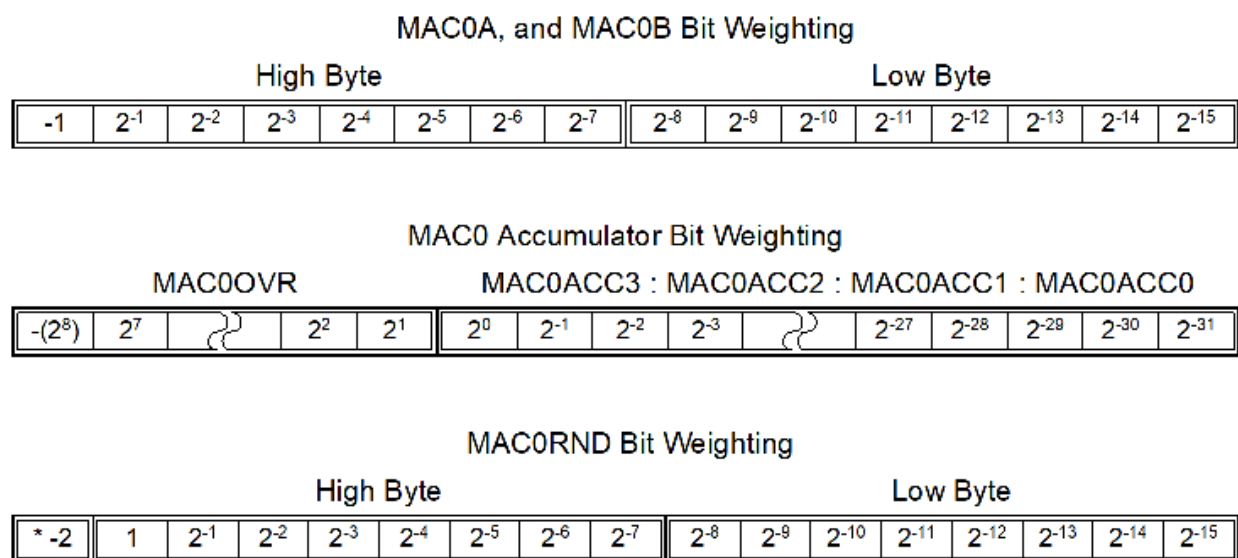 MAC0A, and MAC0B Bit Weighting
High Byte Low Byte
-1 2⁻¹ 2⁻² 2⁻³ 2⁻⁴ 2⁻⁵ 2⁻⁶ 2⁻⁷ 2⁻⁸ 2⁻⁹ 2⁻¹⁰ 2⁻¹¹ 2⁻¹² 2⁻¹³ 2⁻¹⁴ 2⁻¹⁵
MAC0 Accumulator Bit Weighting
MAC0OVR MAC0ACC3 : MAC0ACC2 : MAC0ACC1 : MAC0ACC0
-(2⁸) 2⁷ 2² 2¹ 2⁰ 2⁻¹ 2⁻² 2⁻³ 2⁻²⁷ 2⁻²⁸ 2⁻²⁹ 2⁻³⁰ 2⁻³¹
MAC0RND Bit Weighting
High Byte Low Byte
* -2 1 2⁻¹ 2⁻² 2⁻³ 2⁻⁴ 2⁻⁵ 2⁻⁶ 2⁻⁷ 2⁻⁸ 2⁻⁹ 2⁻¹⁰ 2⁻¹¹ 2⁻¹² 2⁻¹³ 2⁻¹⁴ 2⁻¹⁵